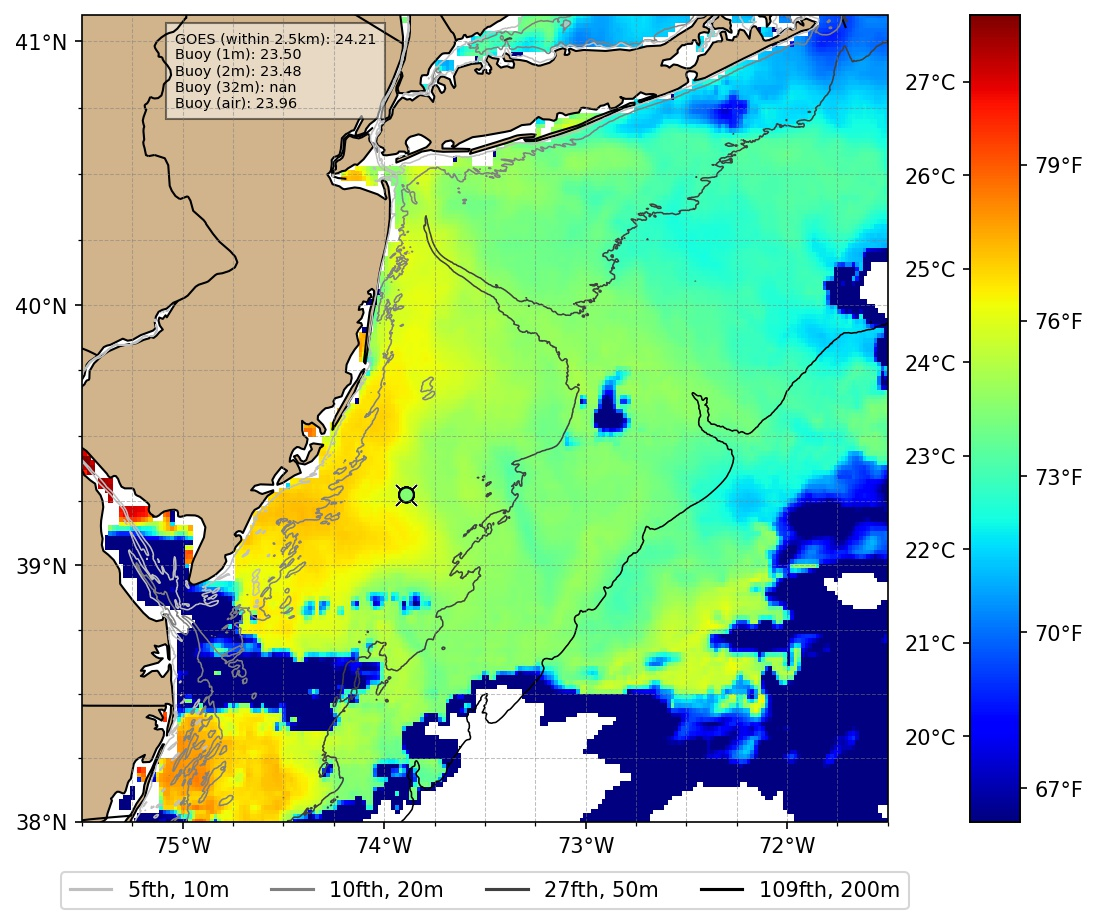 GOES (within 2.5km): 24.21
Buoy (1m): 23.50
Buoy (2m): 23.48
Buoy (32m): nan
Buoy (air): 23.96
41°N
40°N
39°N
38°N
75°W
74°W
73°W
72°W
27°C
26°C
25°C
24°C
23°C
22°C
21°C
20°C
79°F
76°F
73°F
70°F
67°F
5fth, 10m
10fth, 20m
27fth, 50m
109fth, 200m